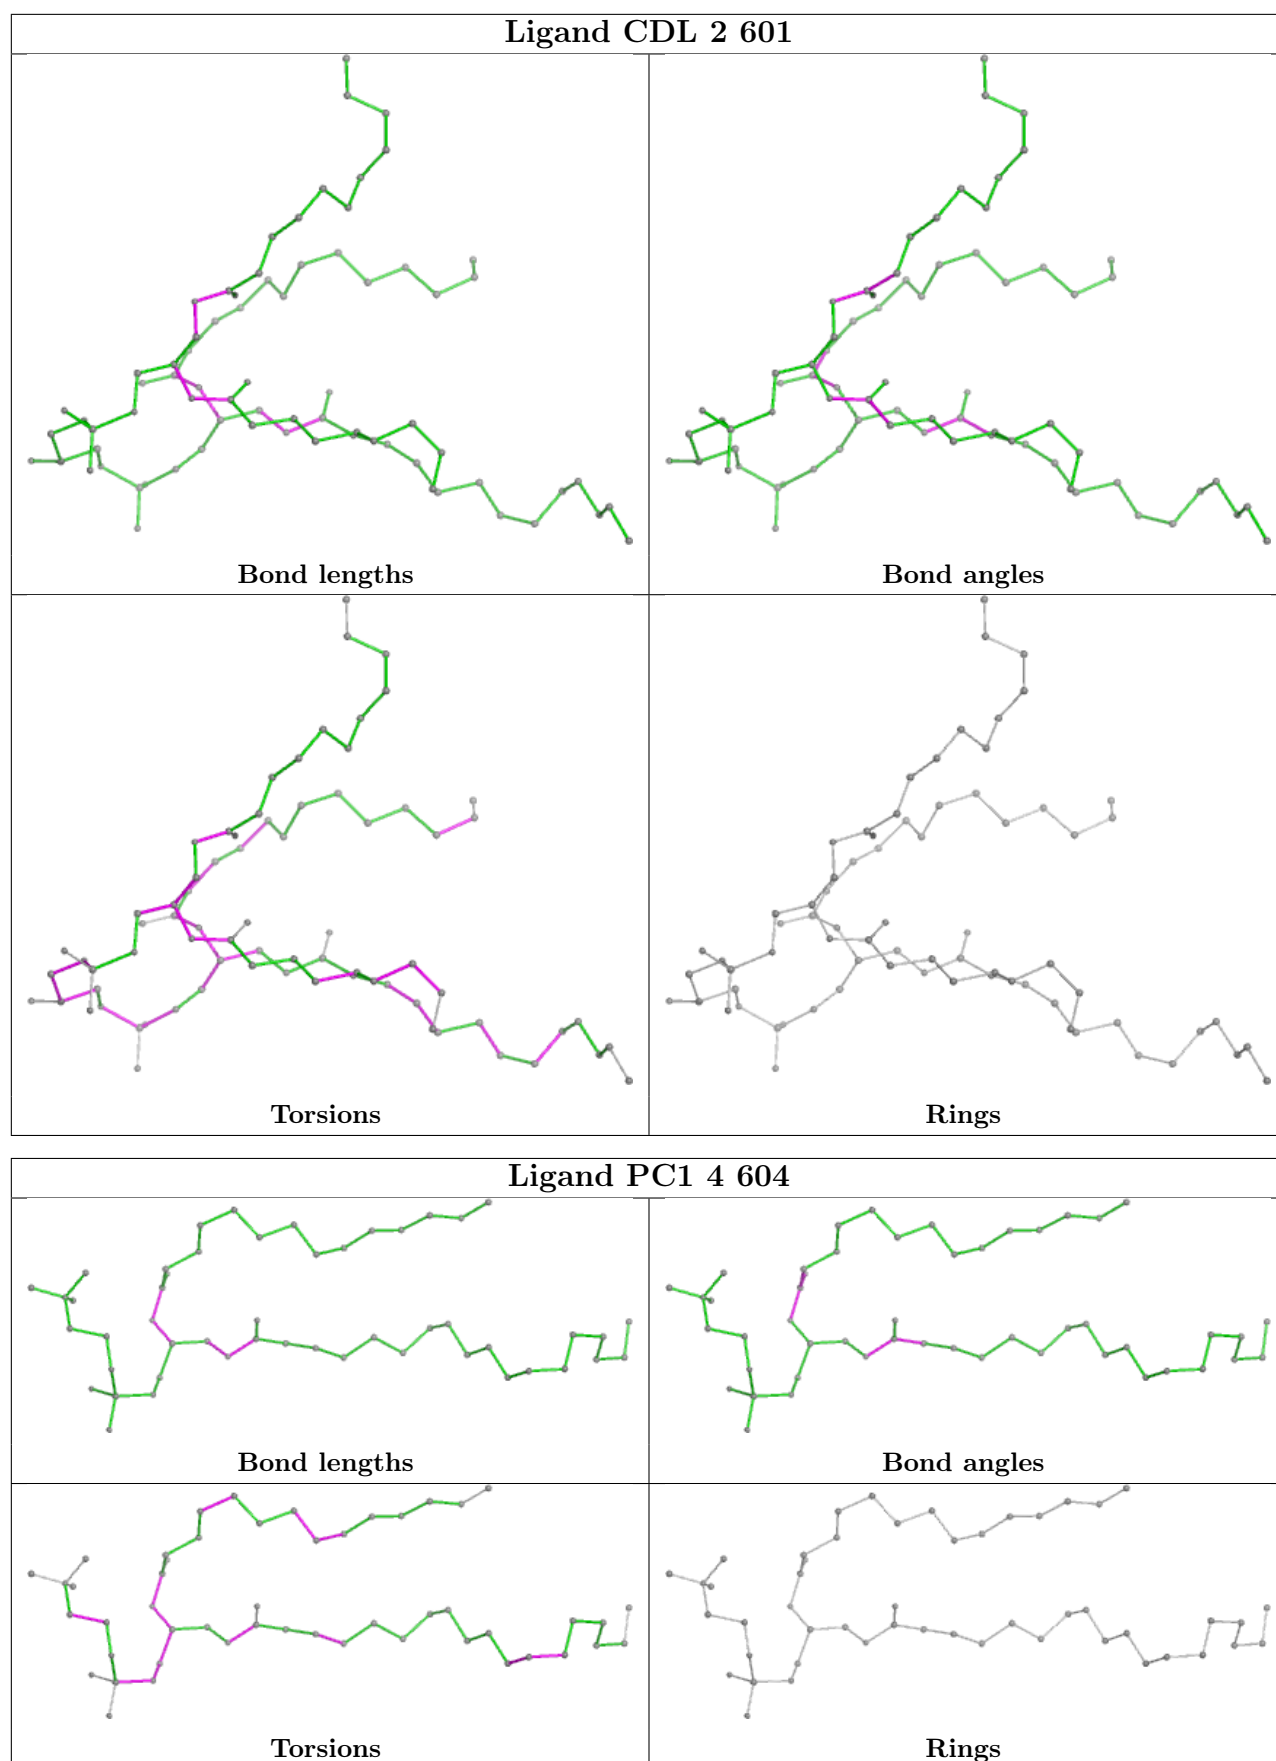 Ligand CDL 2 601
Bond lengths
Bond angles
Torsions
Rings
Ligand PC1 4 604
Bond lengths
Bond angles
Torsions
Rings